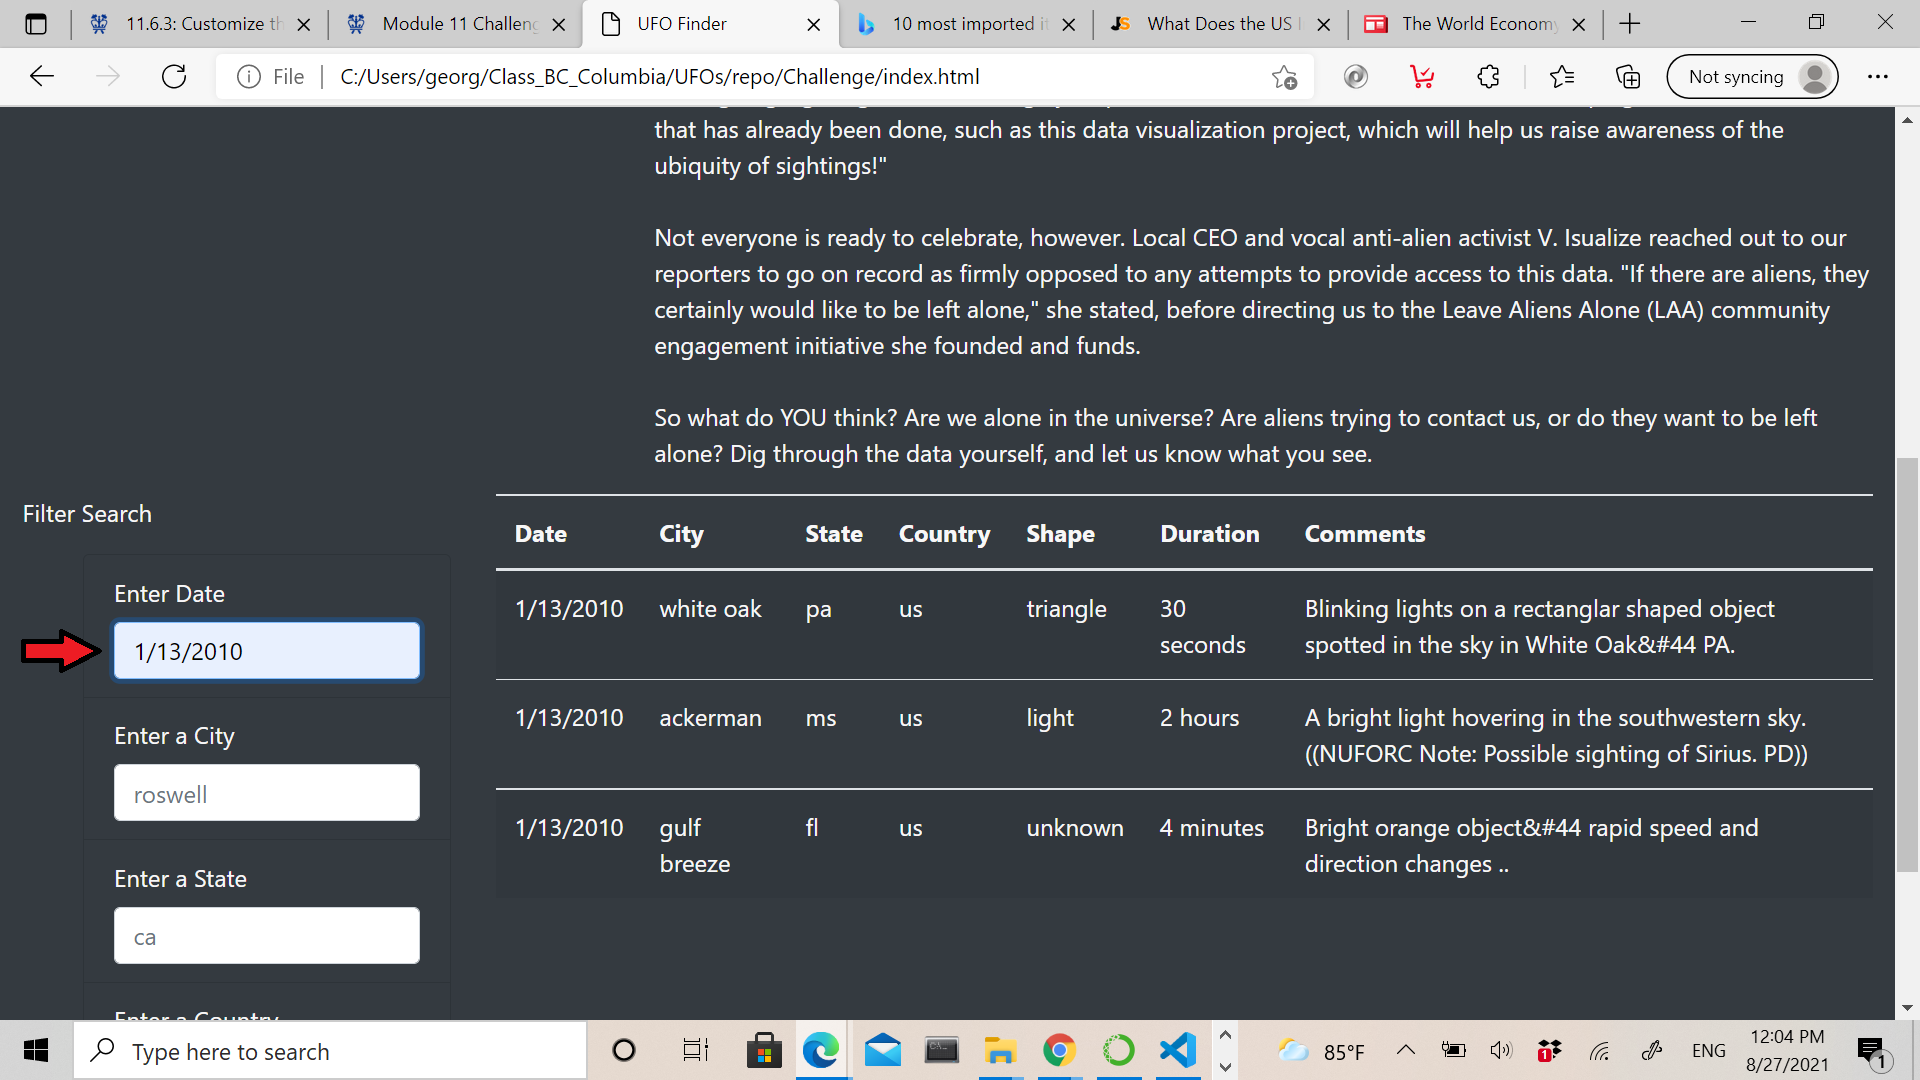 11.6.3: Customize th
Module 11 Challeng
UFO Finder
10 most imported it
What Does the US I
The World Economy
File
C:/Users/georg/Class_BC_Columbia/UFOs/repo/Challenge/index.html
Not syncing
that has already been done, such as this data visualization project, which will help us raise awareness of the
ubiquity of sightings!"
Not everyone is ready to celebrate, however. Local CEO and vocal anti-alien activist V. Isualize reached out to our
reporters to go on record as firmly opposed to any attempts to provide access to this data. "If there are aliens, they
certainly would like to be left alone," she stated, before directing us to the Leave Aliens Alone (LAA) community
engagement initiative she founded and funds.
So what do YOU think? Are we alone in the universe? Are aliens trying to contact us, or do they want to be left
alone? Dig through the data yourself, and let us know what you see.
Filter Search
Enter Date
1/13/2010
Enter a City
roswell
Enter a State
ca
Enter a Country
Date City State Country Shape Duration Comments
1/13/2010 white oak pa us triangle 30 Blinking lights on a rectanglar shaped object
seconds spotted in the sky in White Oak&#44 PA.
1/13/2010 ackerman ms us light 2 hours A bright light hovering in the southwestern sky.
((NUFORC Note: Possible sighting of Sirius. PD))
1/13/2010 gulf fl us unknown 4 minutes Bright orange object&#44 rapid speed and
breeze direction changes ..
Type here to search
85°F
1
ENG
12:04 PM
8/27/2021
1